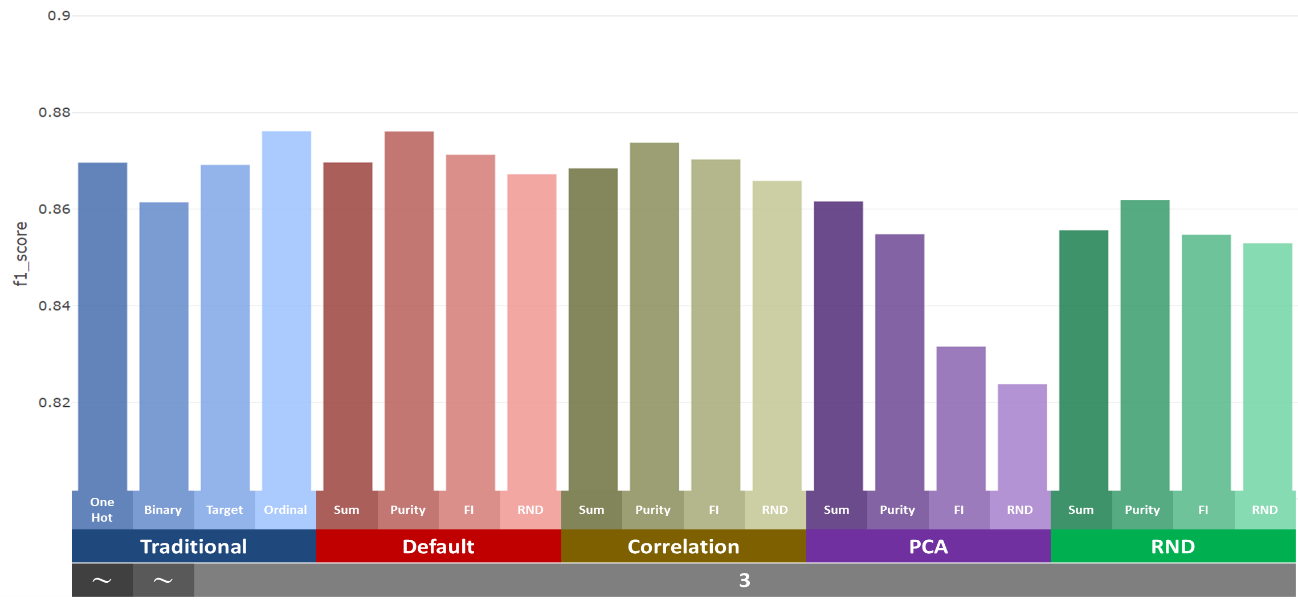 0.9
0.88
0.86
0.84
0.82
f1_score
One Hot Binary Target Ordinal Sum Purity FI RND Sum Purity FI RND Sum Purity FI RND Sum Purity FI RND
Traditional Default Correlation PCA RND
~ ~ 3